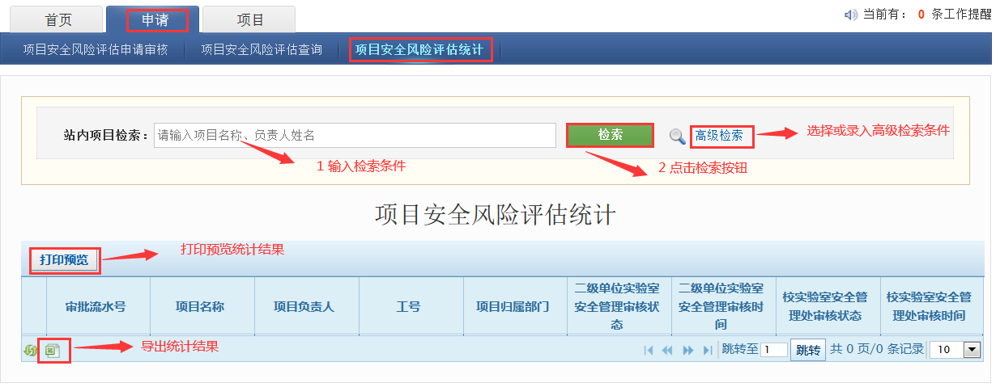 首页
申请
项目
当前有： 0 条工作提醒
项目安全风险评估申请审核
项目安全风险评估查询
项目安全风险评估统计
站内项目检索：
请输入项目名称、负责人姓名
检索
高级检索
选择或录入高级检索条件
1 输入检索条件
2 点击检索按钮
项目安全风险评估统计
打印预览
打印预览统计结果
审批流水号
项目名称
项目负责人
工号
项目归属部门
二级单位实验室
安全管理审核状
态
二级单位实验室
安全管理审核时
间
校实验室安全管
理处审核状态
校实验室安全管
理处审核时间
导出统计结果
跳转至 1 跳转 共 0 页/0 条记录 10